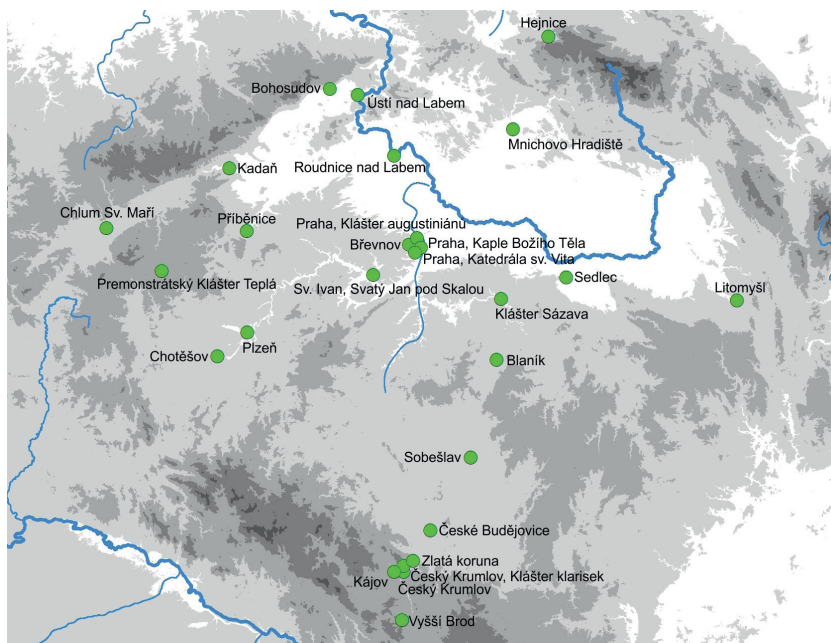 Hejnice
Bohosudov
Ústí nad Labem
Mnichovo Hradiště
Roudnice nad Labem
Kadaň
Chlum Sv. Maří
Příběnice
Praha, Klášter augustiniánu
Břevnov
Praha, Kaple Božího Těla
Praha, Katedrála sv. Vita
Premonstrátský Klášter Teplá
Sv. Ivan, Svatý Jan pod Skalou
Sedlec
Litomyšl
Klášter Sázava
Plzeň
Chotěšov
Blaník
Sobešlav
České Budějovice
Zlatá koruna
Český Krumlov, Klášter klarisek
Kájov
Český Krumlov
Vyšší Brod